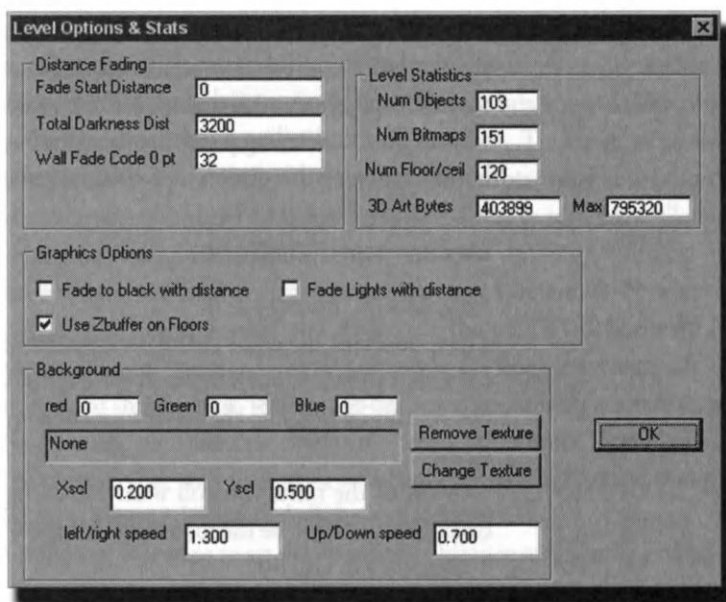 Level Options & Stats
Distance Fading
Fade Start Distance 0
Total Darkness Dist 3200
Wall Fade Code 0 pt 32
Level Statistics
Num Objects 103
Num Bitmaps 151
Num Floor/ceil 120
3D Art Bytes 403899 Max 795320
Graphics Options
Fade to black with distance Fade Lights with distance
Use Zbuffer on Floors
Background
red 0 Green 0 Blue 0
None
Remove Texture
Change Texture
Xscl 0.200 Yscl 0.500
left/right speed 1.300 Up/Down speed 0.700
OK